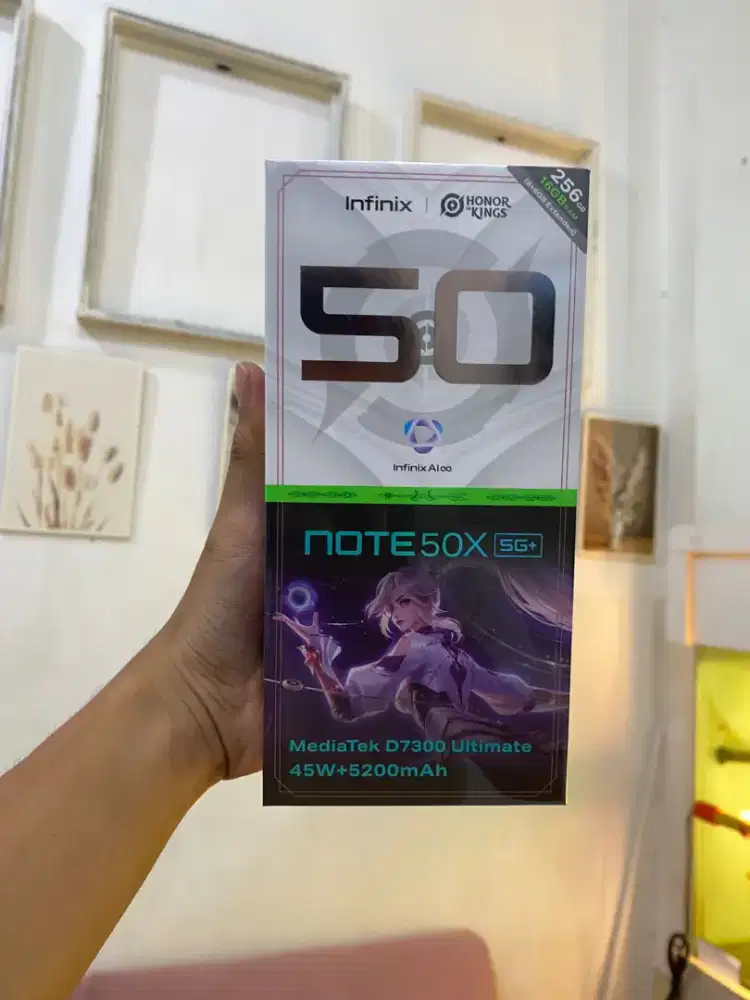 Infinix | HONOR OF KINGS
256GB
16GB RAM
(8+8GB Extended)
50
Infinix AI∞
NOTE 50X 5G+
MediaTek D7300 Ultimate
45W+5200mAh